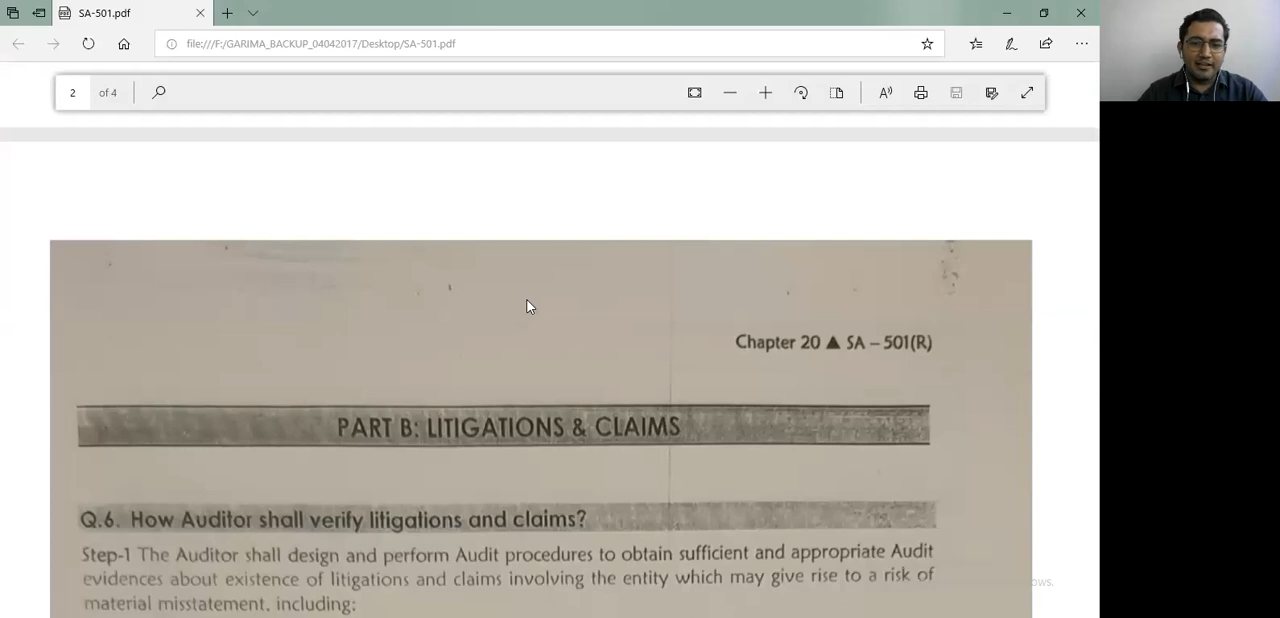 SA-501.pdf
file:///F:/GARIMA_BACKUP_04042017/Desktop/SA-501.pdf
2 of 4
Chapter 20 ▲ SA – 501(R)
PART B: LITIGATIONS & CLAIMS
Q.6. How Auditor shall verify litigations and claims?
Step-1 The Auditor shall design and perform Audit procedures to obtain sufficient and appropriate Audit
evidences about existence of litigations and claims involving the entity which may give rise to a risk of
material misstatement, including:
ows.